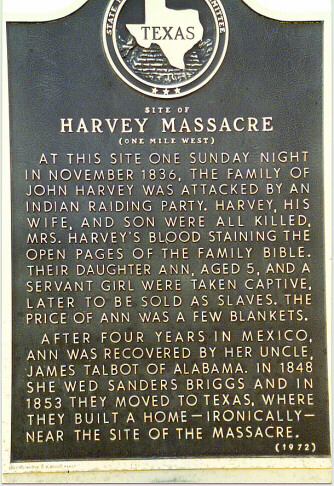 STATE
TEE
TEXAS
SITE OF
HARVEY MASSACRE
(ONE MILE WEST)
AT THIS SITE ONE SUNDAY NIGHT
IN NOVEMBER 1836, THE FAMILY OF
JOHN HARVEY WAS ATTACKED BY AN
INDIAN RAIDING PARTY. HARVEY, HIS
WIFE, AND SON WERE ALL KILLED,
MRS. HARVEY'S BLOOD STAINING THE
OPEN PAGES OF THE FAMILY BIBLE.
THEIR DAUGHTER ANN, AGED 5, AND A
SERVANT GIRL WERE TAKEN CAPTIVE,
LATER TO BE SOLD AS SLAVES. THE
PRICE OF ANN WAS A FEW BLANKETS.
AFTER FOUR YEARS IN MEXICO,
ANN WAS RECOVERED BY HER UNCLE,
JAMES TALBOT OF ALABAMA. IN 1848
SHE WED SANDERS BRIGGS AND IN
1853 THEY MOVED TO TEXAS, WHERE
THEY BUILT A HOME—IRONICALLY—
NEAR THE SITE OF THE MASSACRE.
(1972)